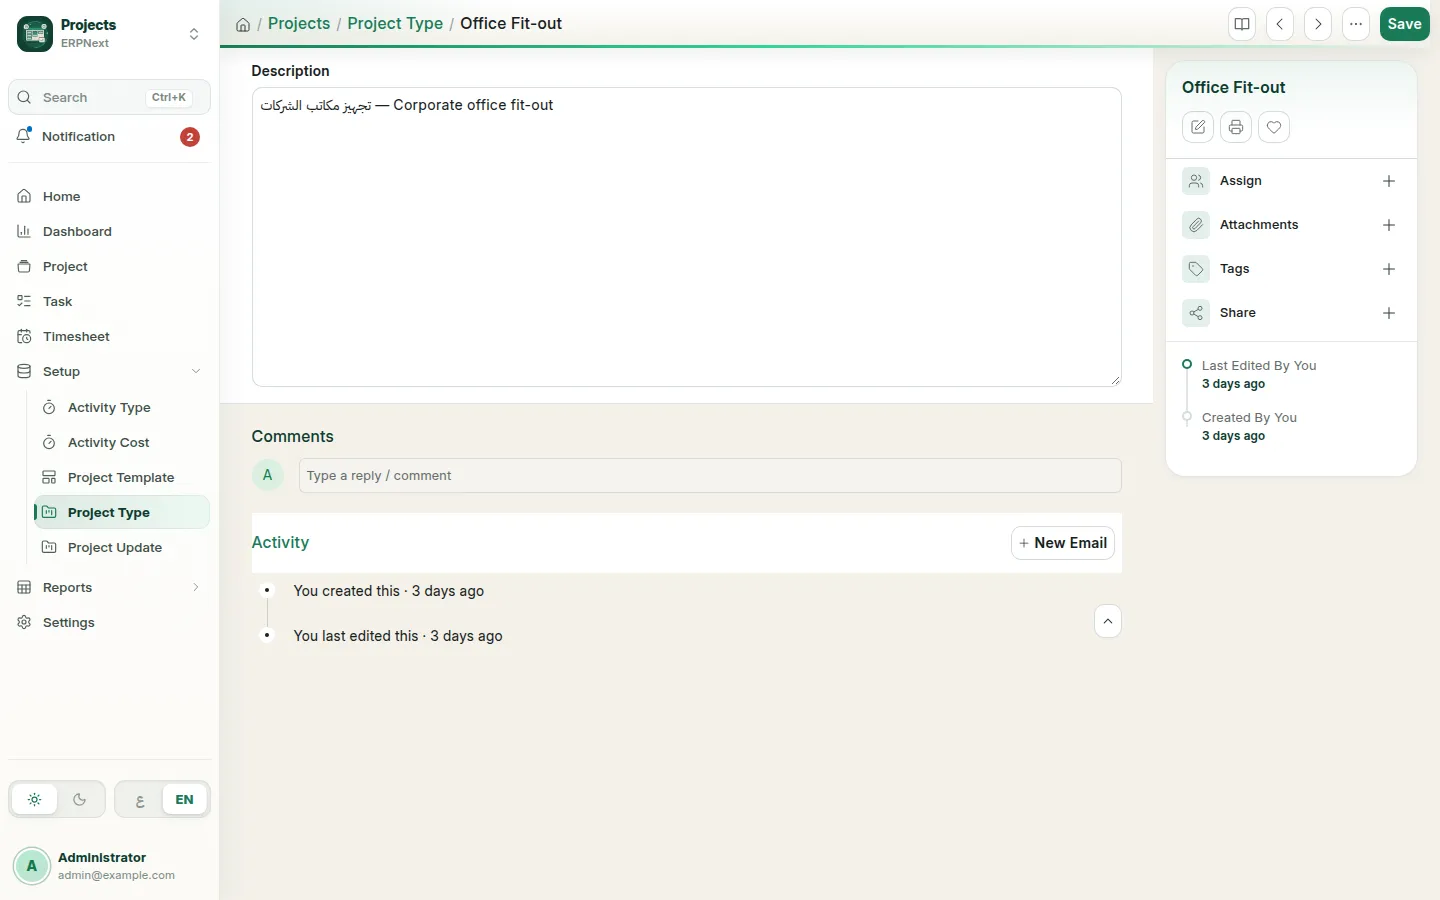 Projects
ERPNext
Search Ctrl+K
Notification 2
Home
Dashboard
Project
Task
Timesheet
Setup
Activity Type
Activity Cost
Project Template
Project Type
Project Update
Reports
Settings
ع EN
A Administrator
admin@example.com
/ Projects / Project Type / Office Fit-out
Save
Description
تجهيز مكاتب الشركات — Corporate office fit-out
Comments
A Type a reply / comment
Activity
+ New Email
You created this · 3 days ago
You last edited this · 3 days ago
Office Fit-out
Assign
Attachments
Tags
Share
Last Edited By You
3 days ago
Created By You
3 days ago